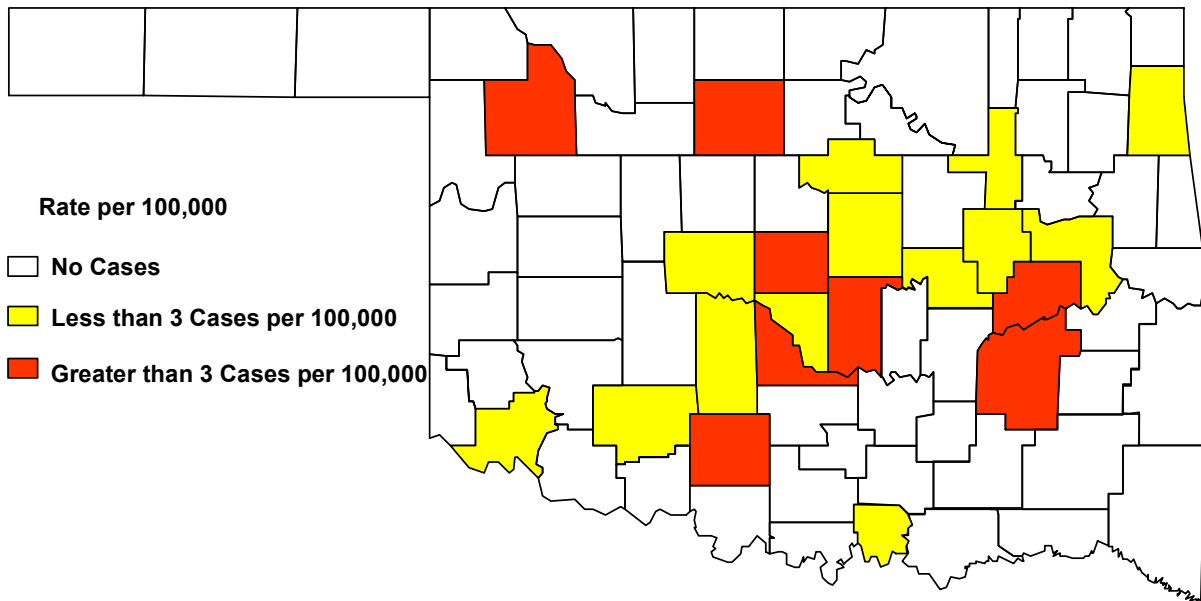 Rate per 100,000
No Cases
Less than 3 Cases per 100,000
Greater than 3 Cases per 100,000